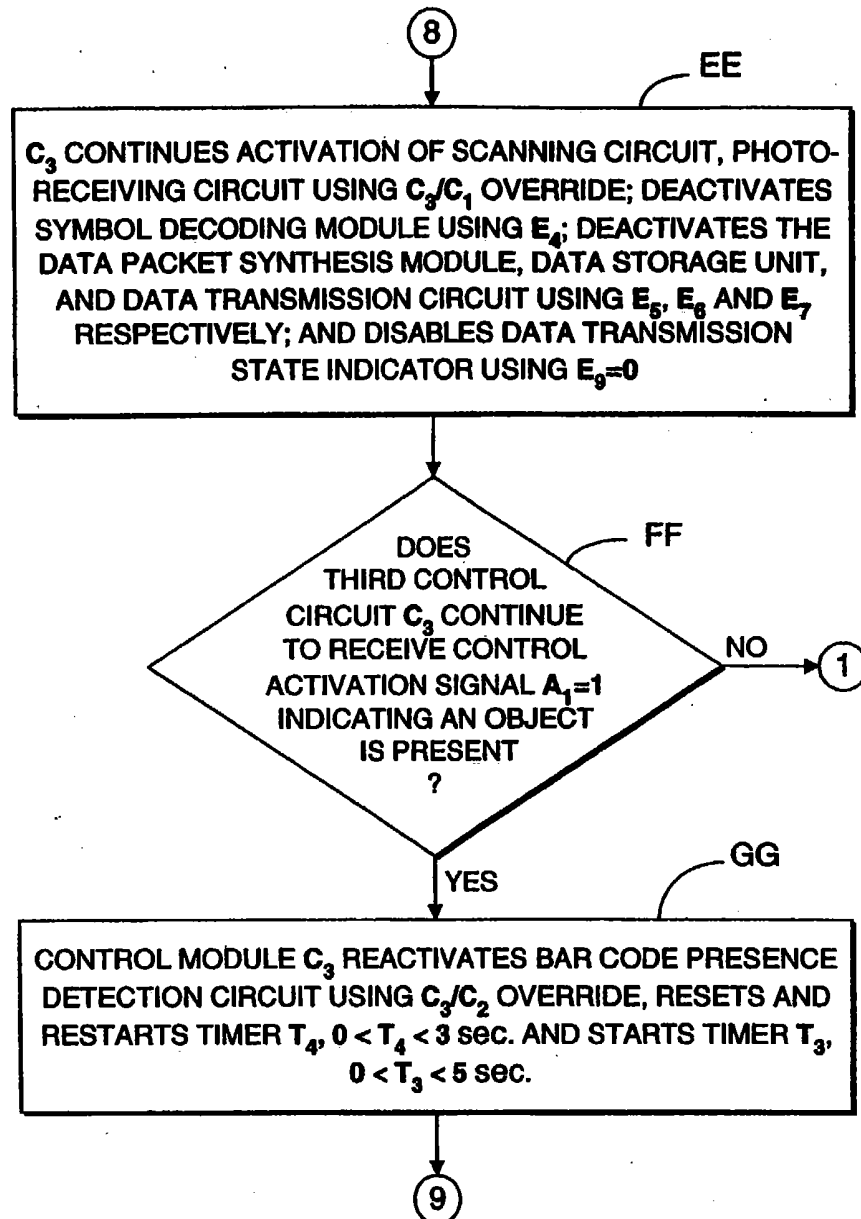 8
EE
C₃ CONTINUES ACTIVATION OF SCANNING CIRCUIT, PHOTO-
RECEIVING CIRCUIT USING C₃/C₁ OVERRIDE; DEACTIVATES
SYMBOL DECODING MODULE USING E₄; DEACTIVATES THE
DATA PACKET SYNTHESIS MODULE, DATA STORAGE UNIT,
AND DATA TRANSMISSION CIRCUIT USING E₅, E₆ AND E₇
RESPECTIVELY; AND DISABLES DATA TRANSMISSION
STATE INDICATOR USING E₉=0
FF
DOES
THIRD CONTROL
CIRCUIT C₃ CONTINUE
TO RECEIVE CONTROL
ACTIVATION SIGNAL A₁=1
INDICATING AN OBJECT
IS PRESENT
?
NO
1
YES
GG
CONTROL MODULE C₃ REACTIVATES BAR CODE PRESENCE
DETECTION CIRCUIT USING C₃/C₂ OVERRIDE, RESETS AND
RESTARTS TIMER T₄, 0 < T₄ < 3 sec. AND STARTS TIMER T₃,
0 < T₃ < 5 sec.
9